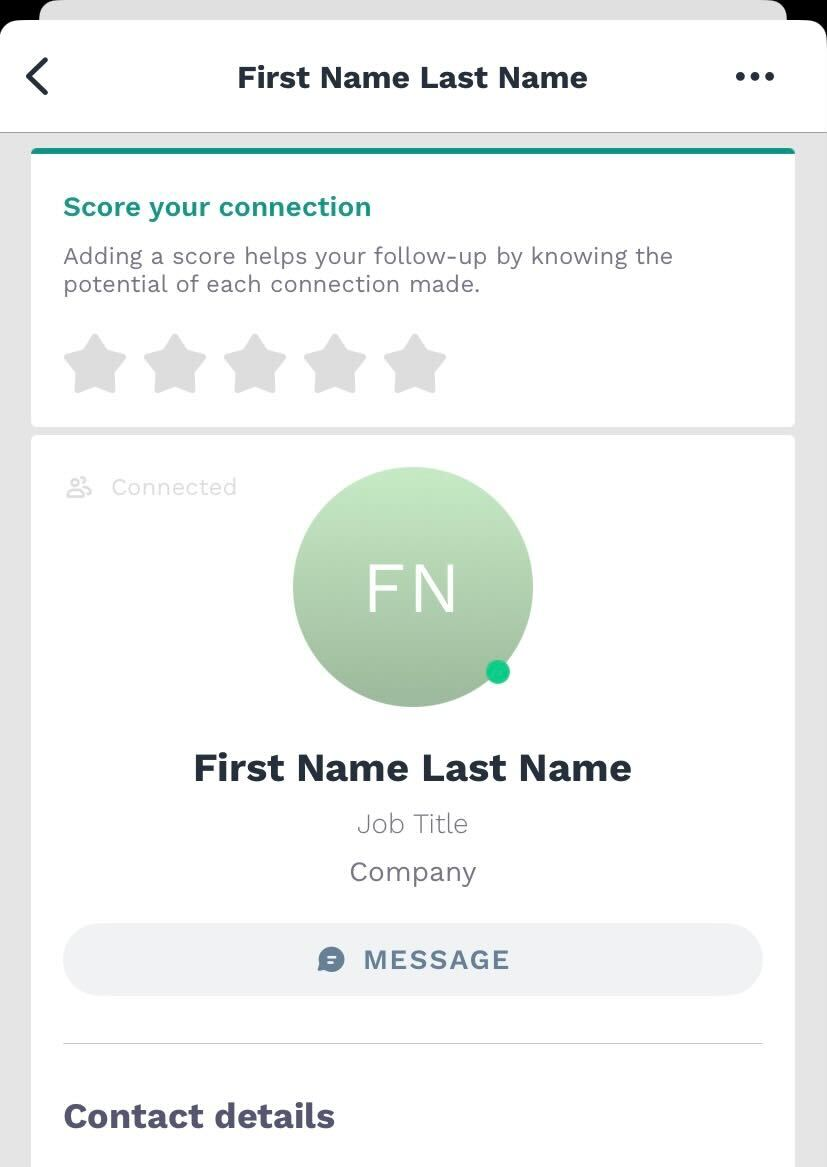 First Name Last Name
Score your connection
Adding a score helps your follow-up by knowing the
potential of each connection made.
Connected
FN
First Name Last Name
Job Title
Company
MESSAGE
Contact details